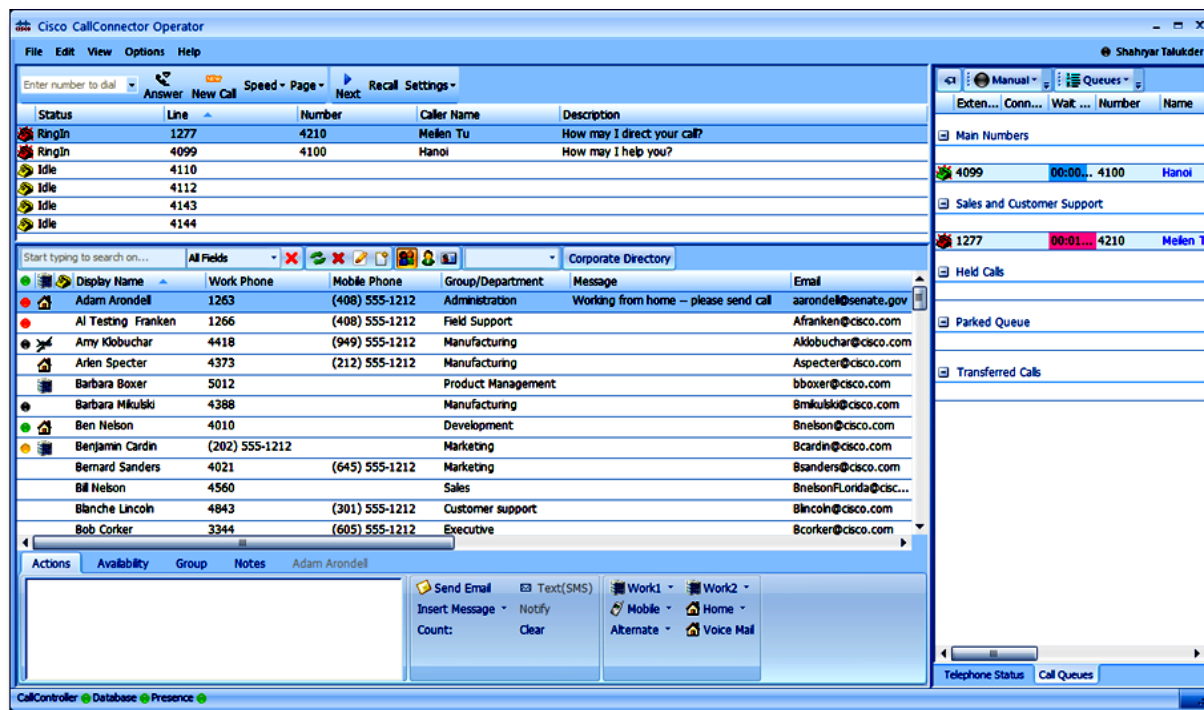 Cisco CallConnector Operator
File Edit View Options Help
Shahryar Talukder
Enter number to dial Answer New Call Speed Page Next Recall Settings
Status Line Number Caller Name Description
RingIn 1277 4210 Meilen Tu How may I direct your call?
RingIn 4099 4100 Hanoi How may I help you?
Idle 4110
Idle 4112
Idle 4143
Idle 4144
Start typing to search on... All Fields Corporate Directory
Display Name Work Phone Mobile Phone Group/Department Message Email
Adam Arondell 1263 (408) 555-1212 Administration Working from home -- please send call aarondell@senate.gov
Al Testing Franken 1266 (408) 555-1212 Field Support Afranken@cisco.com
Amy Klobuchar 4418 (949) 555-1212 Manufacturing Aklobuchar@cisco.com
Arlen Specter 4373 (212) 555-1212 Manufacturing Aspecter@cisco.com
Barbara Boxer 5012 Product Management bboxer@cisco.com
Barbara Mikulski 4388 Manufacturing Bmikulski@cisco.com
Ben Nelson 4010 Development Bnelson@cisco.com
Benjamin Cardin (202) 555-1212 Marketing Bcardin@cisco.com
Bernard Sanders 4021 (645) 555-1212 Marketing Bsanders@cisco.com
Bill Nelson 4560 Sales BnelsonFLorida@cisc...
Blanche Lincoln 4843 (301) 555-1212 Customer support Blincoln@cisco.com
Bob Corker 3344 (605) 555-1212 Executive Bcorker@cisco.com
Actions Availability Group Notes Adam Arondell
Send Email Text(SMS) Work1 Work2
Insert Message Notify Mobile Home
Count: Clear Alternate Voice Mail
Manual Queues
Exten... Conn... Wait ... Number Name
Main Numbers
4099 00:00... 4100 Hanoi
Sales and Customer Support
1277 00:01... 4210 Meilen T
Held Calls
Parked Queue
Transferred Calls
Telephone Status Call Queues
CallController Database Presence